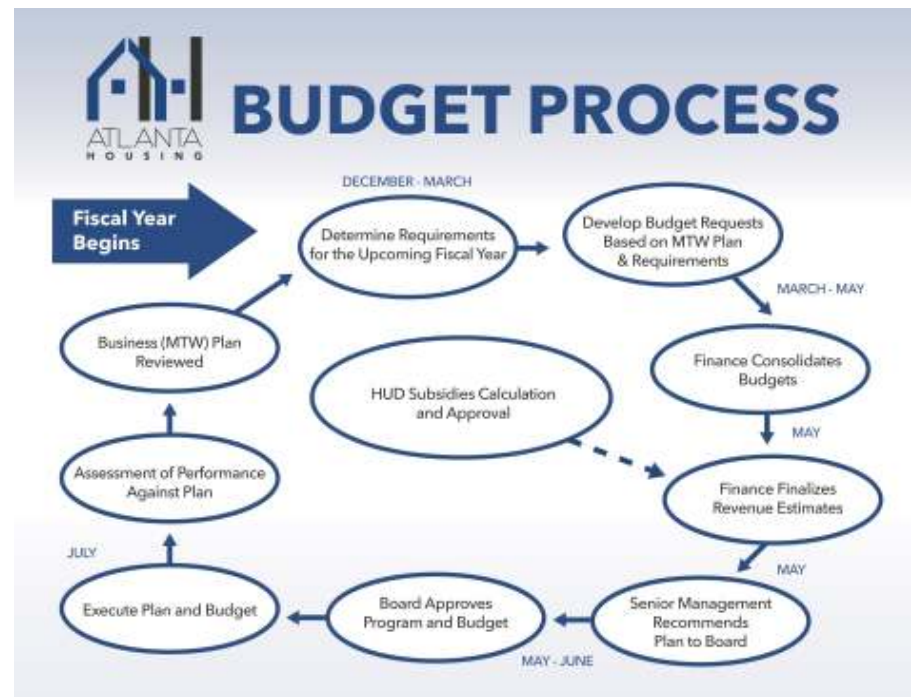 ATLANTA
HOUSING
BUDGET PROCESS
Fiscal Year
Begins
DECEMBER - MARCH
Determine Requirements
for the Upcoming Fiscal Year
Develop Budget Requests
Based on MTW Plan
& Requirements
MARCH - MAY
Finance Consolidates
Budgets
MAY
HUD Subsidies Calculation
and Approval
Finance Finalizes
Revenue Estimates
MAY
Senior Management
Recommends
Plan to Board
MAY - JUNE
Board Approves
Program and Budget
Execute Plan and Budget
JULY
Assessment of Performance
Against Plan
Business (MTW) Plan
Reviewed